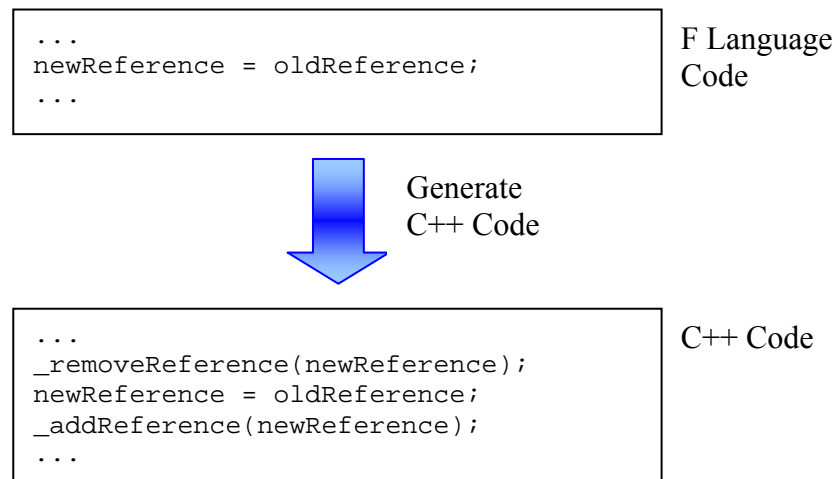 ...
newReference = oldReference;
...
F Language
Code
Generate
C++ Code
...
_removeReference(newReference);
newReference = oldReference;
_addReference(newReference);
...
C++ Code